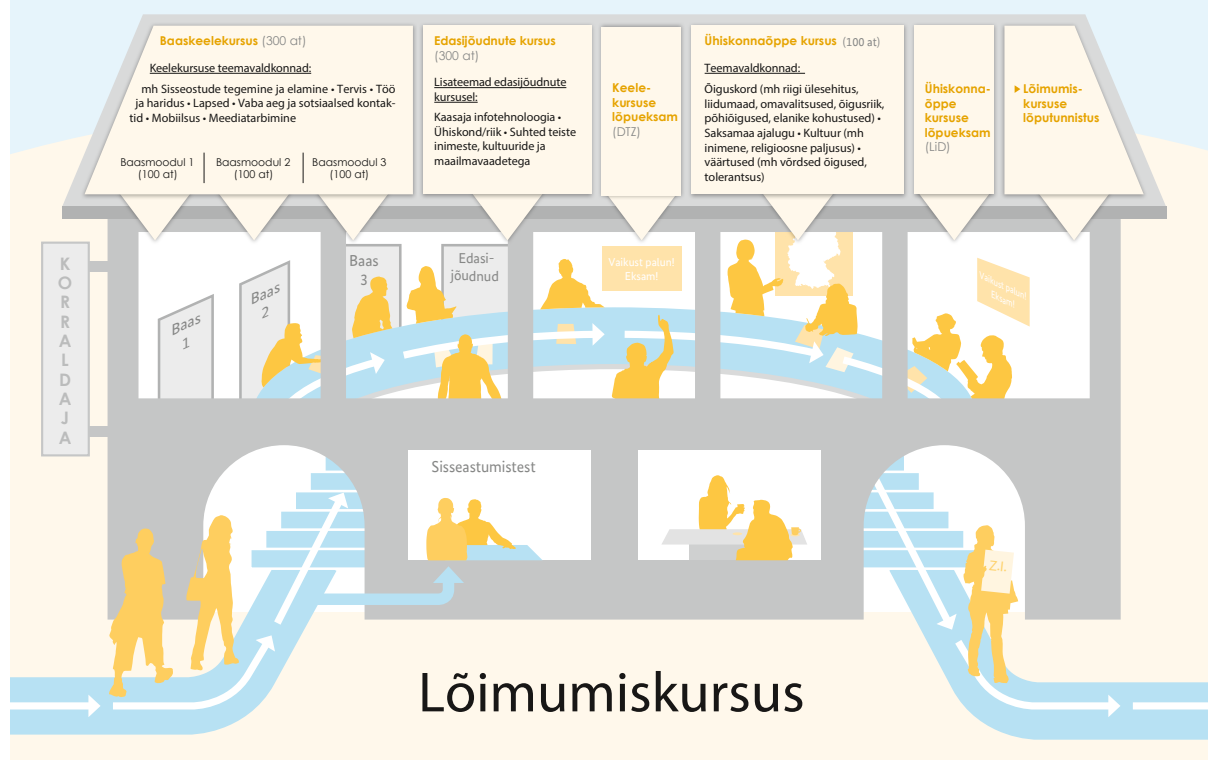 Baaskeelekursus (300 at)
Keelekursuse teemavaldkonnad:
mh Sisseostude tegemine ja elamine • Tervis • Töö
ja haridus • Lapsed • Vaba aeg ja sotsiaalsed kontak-
tid • Mobiilsus • Meediatarbimine
Baasmoodul 1
(100 at)
Baasmoodul 2
(100 at)
Baasmoodul 3
(100 at)
Edasijõudnute kursus
(300 at)
Lisateemad edasijõudnute
kursusel:
Kaasaja infotehnoloogia •
Ühiskond/riik • Suhted teiste
inimeste, kultuuride ja
maailmavaadetega
Keele-
kursuse
lõpueksam
(DTZ)
Ühiskonnaõppe kursus (100 at)
Teemavaldkonnad:
Õiguskord (mh riigi ülesehitus,
liidumaad, omavalitsused, õigusriik,
põhiõigused, elanike kohustused) •
Saksamaa ajalugu • Kultuur (mh
inimene, religioosne paljusus) •
väärtused (mh võrdsed õigused,
tolerantsus)
Ühiskonna-
õppe
kursuse
lõpueksam
(LiD)
▸ Lõimumis-
kursuse
lõputunnistus
KORRALDAJA
Baas
1
Baas
2
Baas
3
Edasi-
jõudnud
Vaikust palun!
Eksam!
Vaikust palun!
Eksam!
Sisseastumistest
Z.I.
Lõimumiskursus